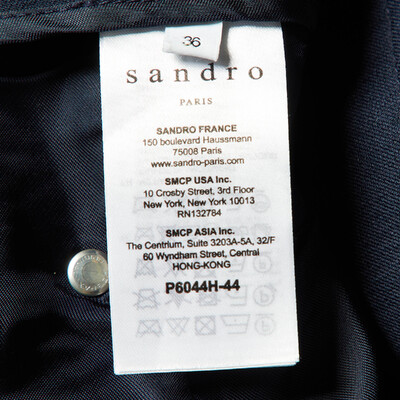 36
sandro
PARIS
SANDRO FRANCE
150 boulevard Haussmann
75008 Paris
www.sandro-paris.com
SMCP USA Inc.
10 Crosby Street, 3rd Floor
New York, New York 10013
RN132784
SMCP ASIA Inc.
The Centrium, Suite 3203A-5A, 32/F
60 Wyndham Street, Central
HONG-KONG
P6044H-44